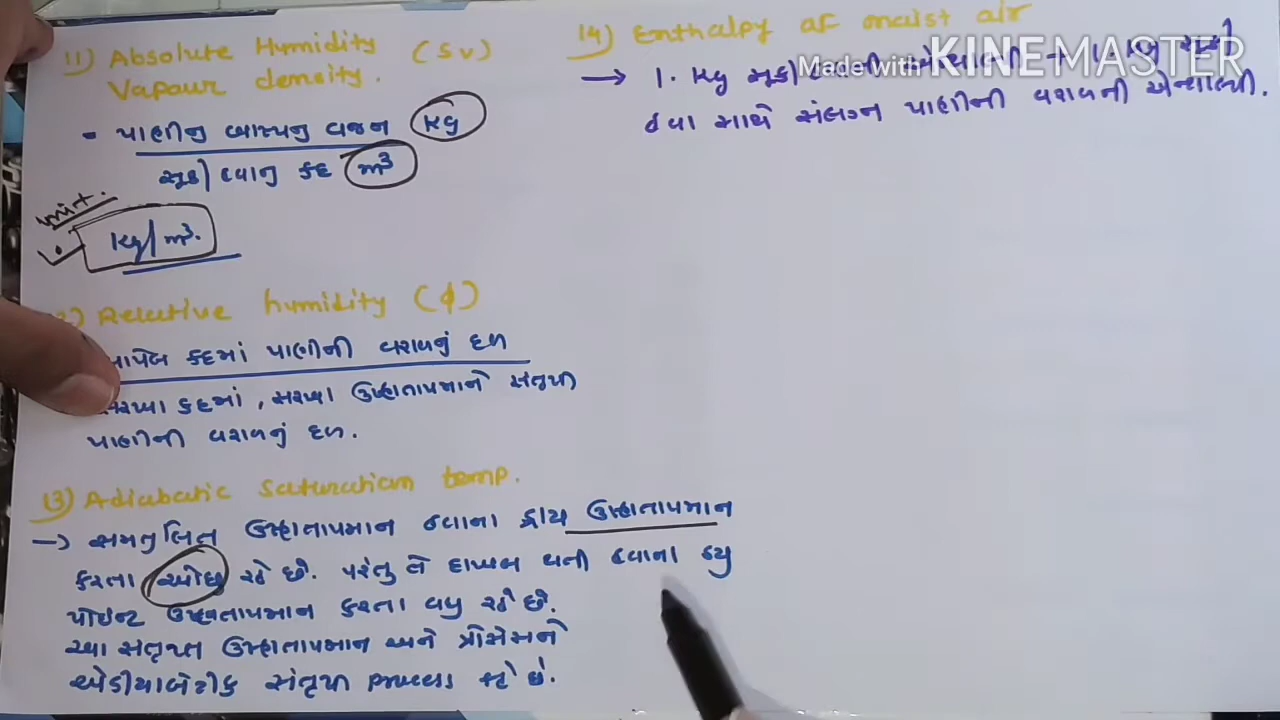 11) Absolute Humidity (Sv)
Vapour density.
= પાણીનુ બાષ્પનુ વજન Kg
સૂકી હવાનુ કદ m³
unit.
Kg/m³.
) Relative humidity (ϕ)
કદમાં પાણીની વરાળનું દળ
સરખા કદમાં, સરખા ઉષ્ણતાપમાને સંતૃપ્ત
પાણીની વરાળનું દળ.
13) Adiabatic Saturation temp.
→ સમતુલિત ઉષ્ણતાપમાન હવાના ડ્રાય ઉષ્ણતાપમાન
કરતા ઓછુ રહે છે. પરંતુ તે દાખલ થતી હવાના ડ્યુ
પોઇન્ટ ઉષ્ણતાપમાન કરતા વધુ રહે છે.
આ સંતૃપ્ત ઉષ્ણતાપમાન અને પ્રોસેસને
એડીયાબેટીક સંતૃપ્ત process કહે છે.
14) Enthalpy of moist air
→ 1. Kg સૂકી + 1. Kg સૂકી
હવા સાથે સંલગ્ન પાણીની વરાળની એન્થાલ્પી.
Made with KINEMASTER